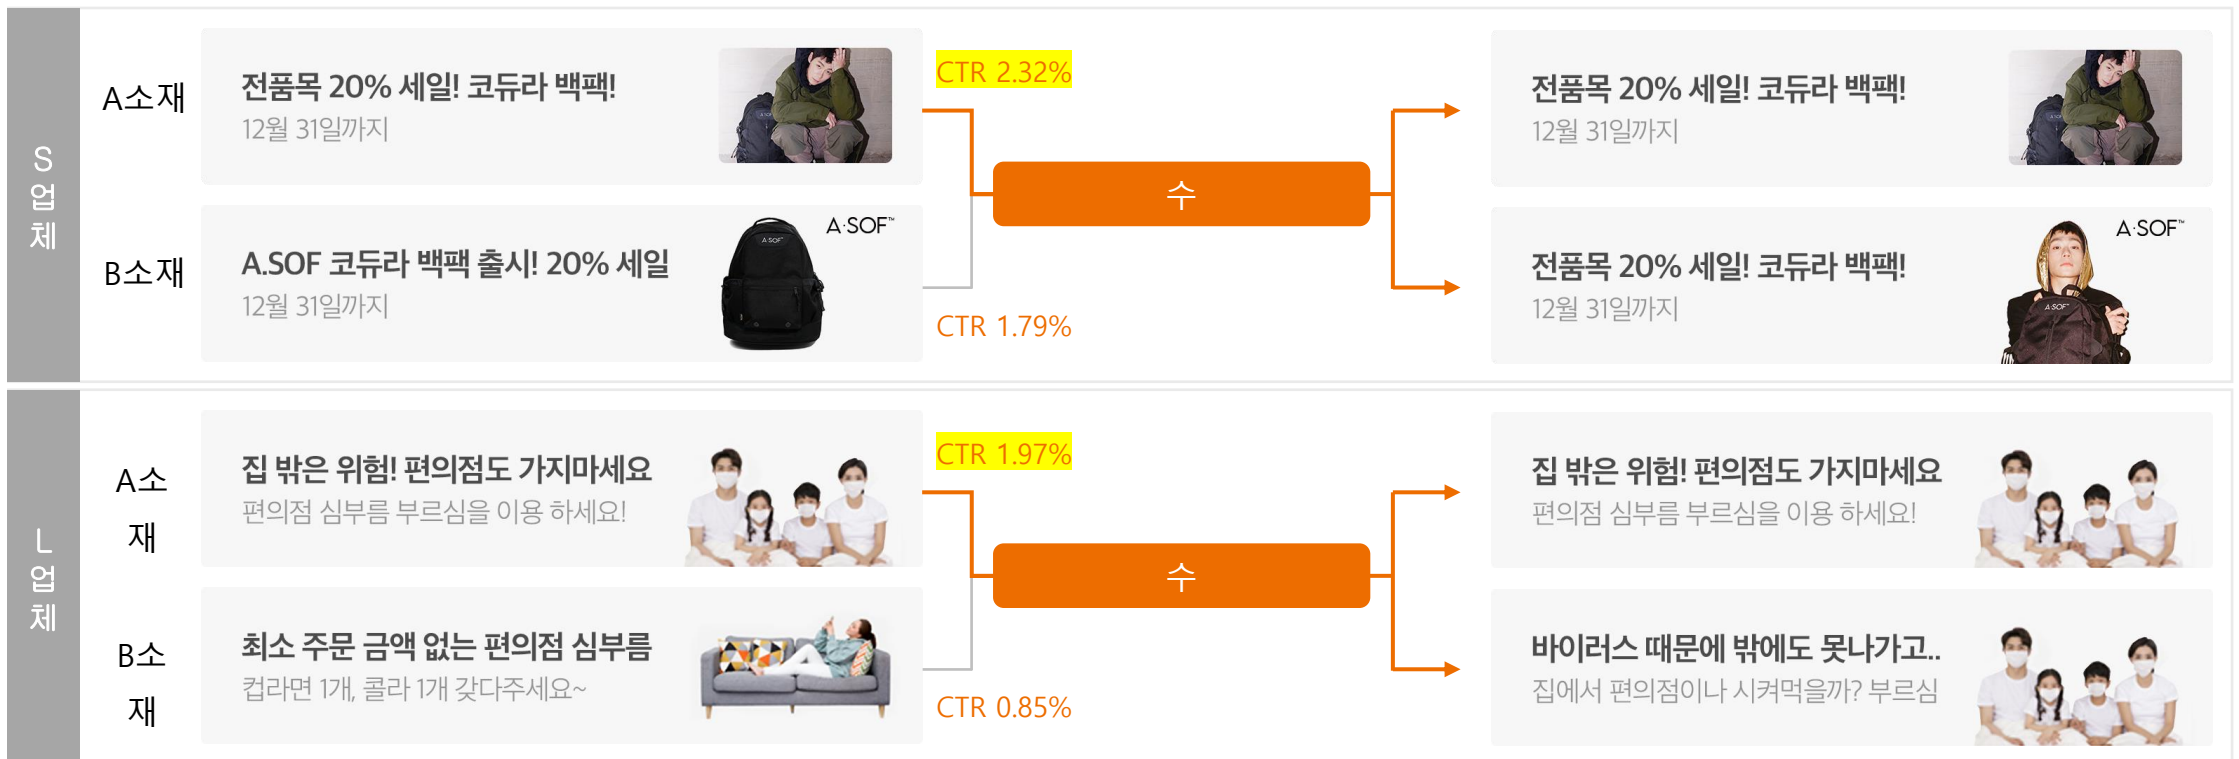 S
업
체
A소재
전품목 20% 세일! 코듀라 백팩!
12월 31일까지
CTR 2.32%
B소재
A.SOF 코듀라 백팩 출시! 20% 세일
12월 31일까지
A·SOF™
A·SOF™
CTR 1.79%
수
전품목 20% 세일! 코듀라 백팩!
12월 31일까지
전품목 20% 세일! 코듀라 백팩!
12월 31일까지
A·SOF™
A·SOF™
L
업
체
A소
재
집 밖은 위험! 편의점도 가지마세요
편의점 심부름 부르심을 이용 하세요!
CTR 1.97%
B소
재
최소 주문 금액 없는 편의점 심부름
컵라면 1개, 콜라 1개 갖다주세요~
CTR 0.85%
수
집 밖은 위험! 편의점도 가지마세요
편의점 심부름 부르심을 이용 하세요!
바이러스 때문에 밖에도 못나가고..
집에서 편의점이나 시켜먹을까? 부르심